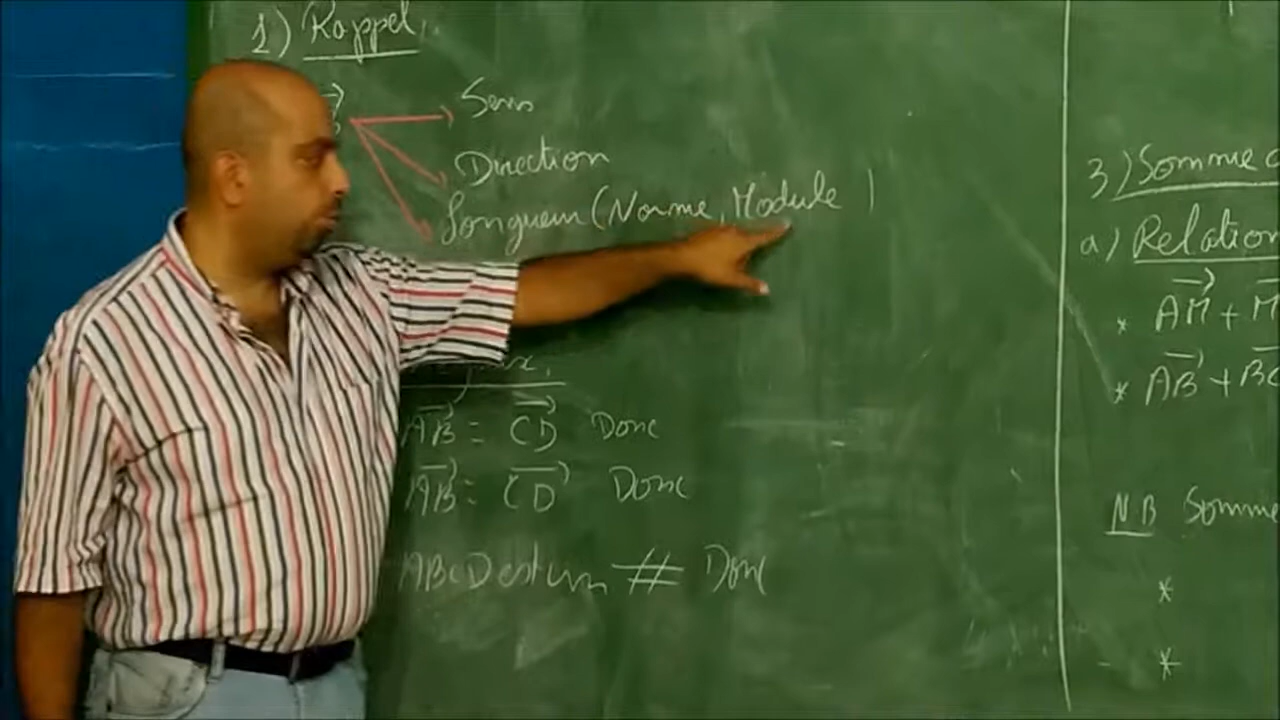 1) Rappel.
Sens
Direction
Longueur (Norme, Module)
AB = CD Donc
AB = CD Donc
ABCD est un # Donc
3) Somme
a) Relation
* AM + M
* AB + BC
NB Somme
*
*